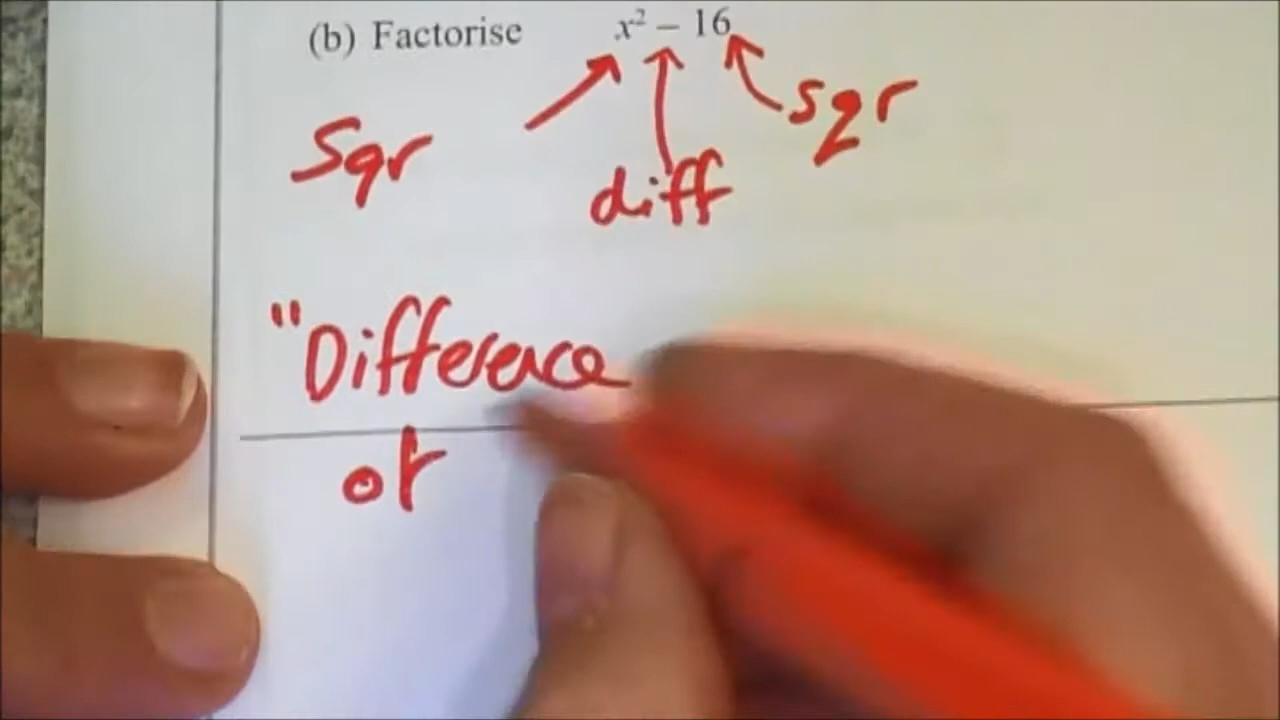 (b) Factorise x² – 16
sqr
Sqr
diff
"Difference
of